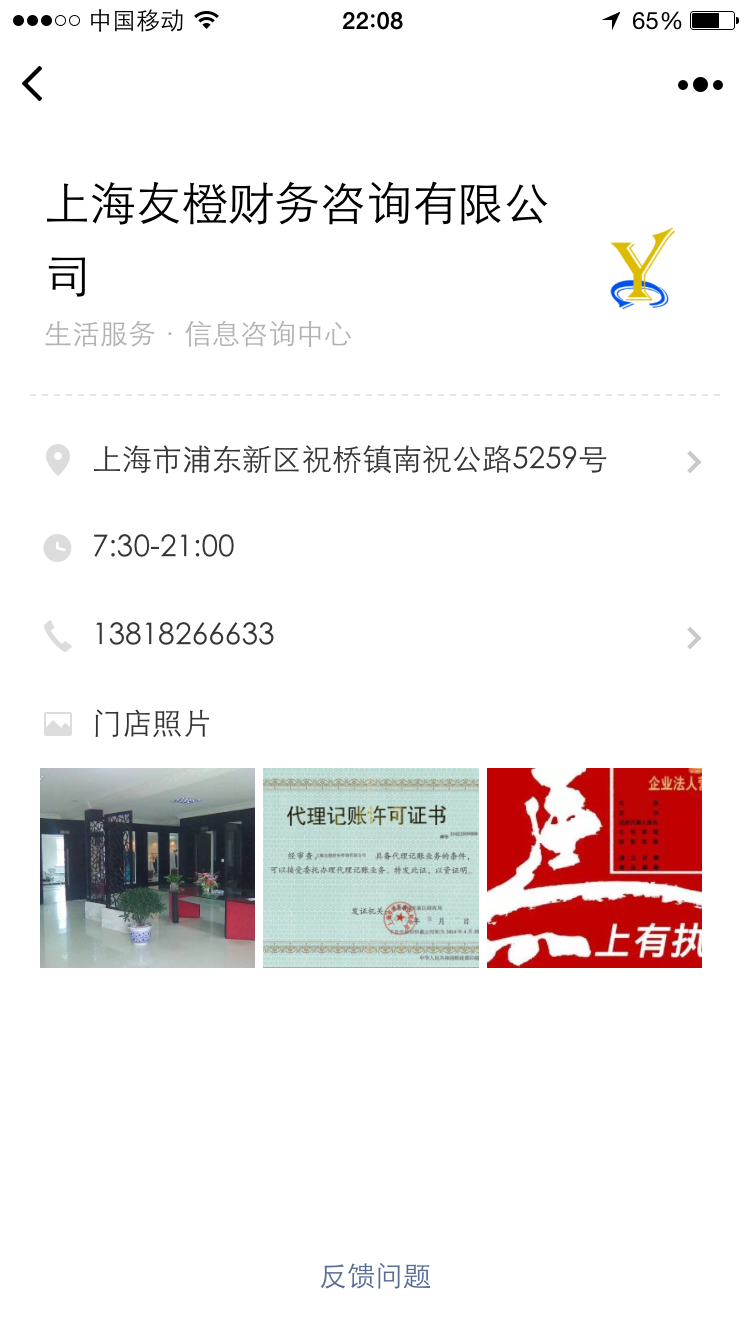 中国移动
22:08
65%
上海友橙财务咨询有限公
司
生活服务 · 信息咨询中心
上海市浦东新区祝桥镇南祝公路5259号
7:30-21:00
13818266633
门店照片
代理记账许可证书
经审查,
具备代理记账业务的条件,
可以接受委托办理代理记账业务。特发此证,以资证明。
发证机关
年 月 日
企业法人营
上有执
反馈问题